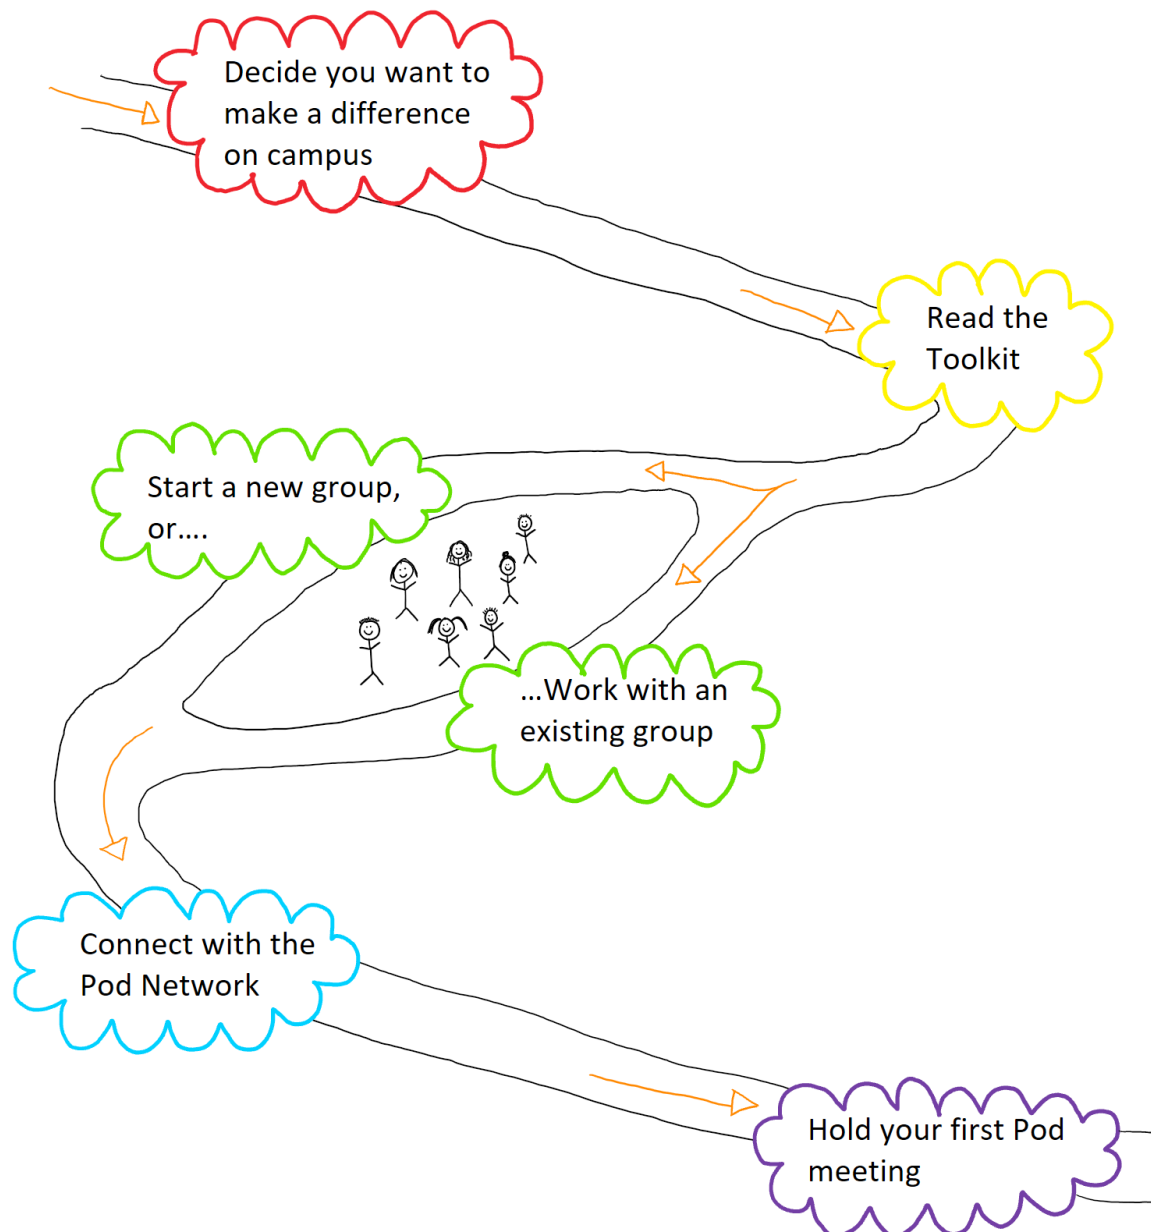 Decide you want to
make a difference
on campus
Read the
Toolkit
Start a new group,
or....
...Work with an
existing group
Connect with the
Pod Network
Hold your first Pod
meeting